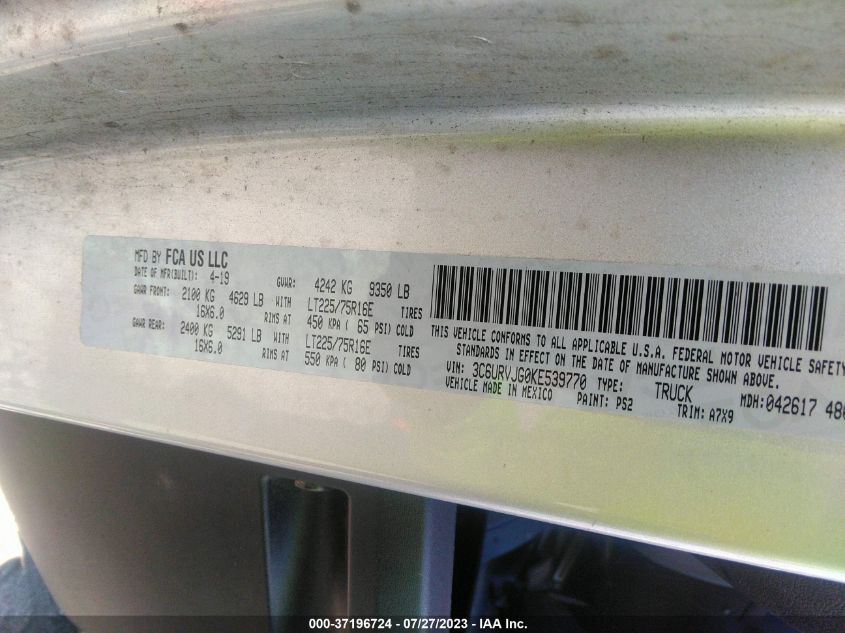 MFD BY FCA US LLC
DATE OF MFR(BUILT): 4-19 GVWR: 4242 KG 9350 LB
GAWR FRONT: 2100 KG 4629 LB WITH LT225/75R16E TIRES
16X6.0 RIMS AT 450 KPA ( 65 PSI) COLD
GAWR REAR: 2400 KG 5291 LB WITH LT225/75R16E TIRES
16X6.0 RIMS AT 550 KPA ( 80 PSI) COLD
THIS VEHICLE CONFORMS TO ALL APPLICABLE U.S.A. FEDERAL MOTOR VEHICLE SAFETY
STANDARDS IN EFFECT ON THE DATE OF MANUFACTURE SHOWN ABOVE.
VIN: 3C6URVJG0KE539770 TYPE: TRUCK MDH: 042617
VEHICLE MADE IN MEXICO PAINT: PS2 TRIM: A7X9
000-37196724 / 07/27/2023 - IAA Inc.